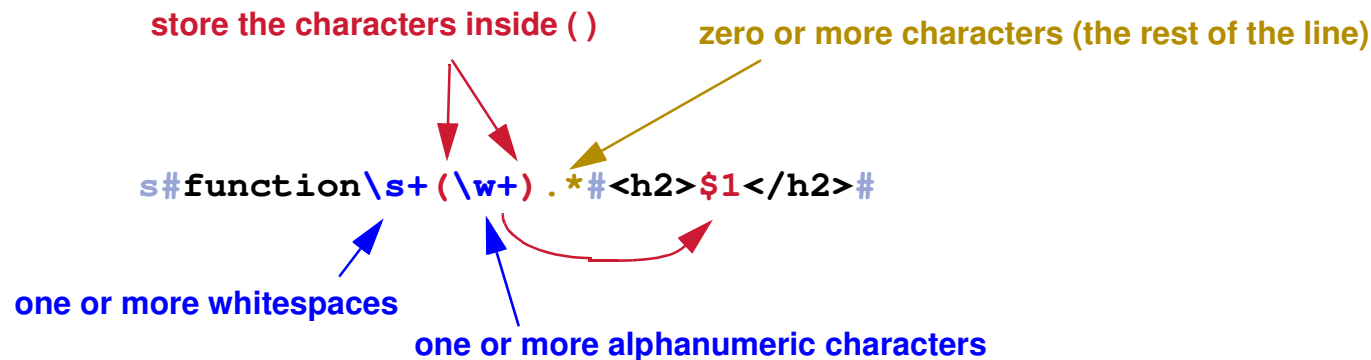 store the characters inside ( )
zero or more characters (the rest of the line)
s#function\s+(\w+).*#<h2>$1</h2>#
one or more whitespaces
one or more alphanumeric characters